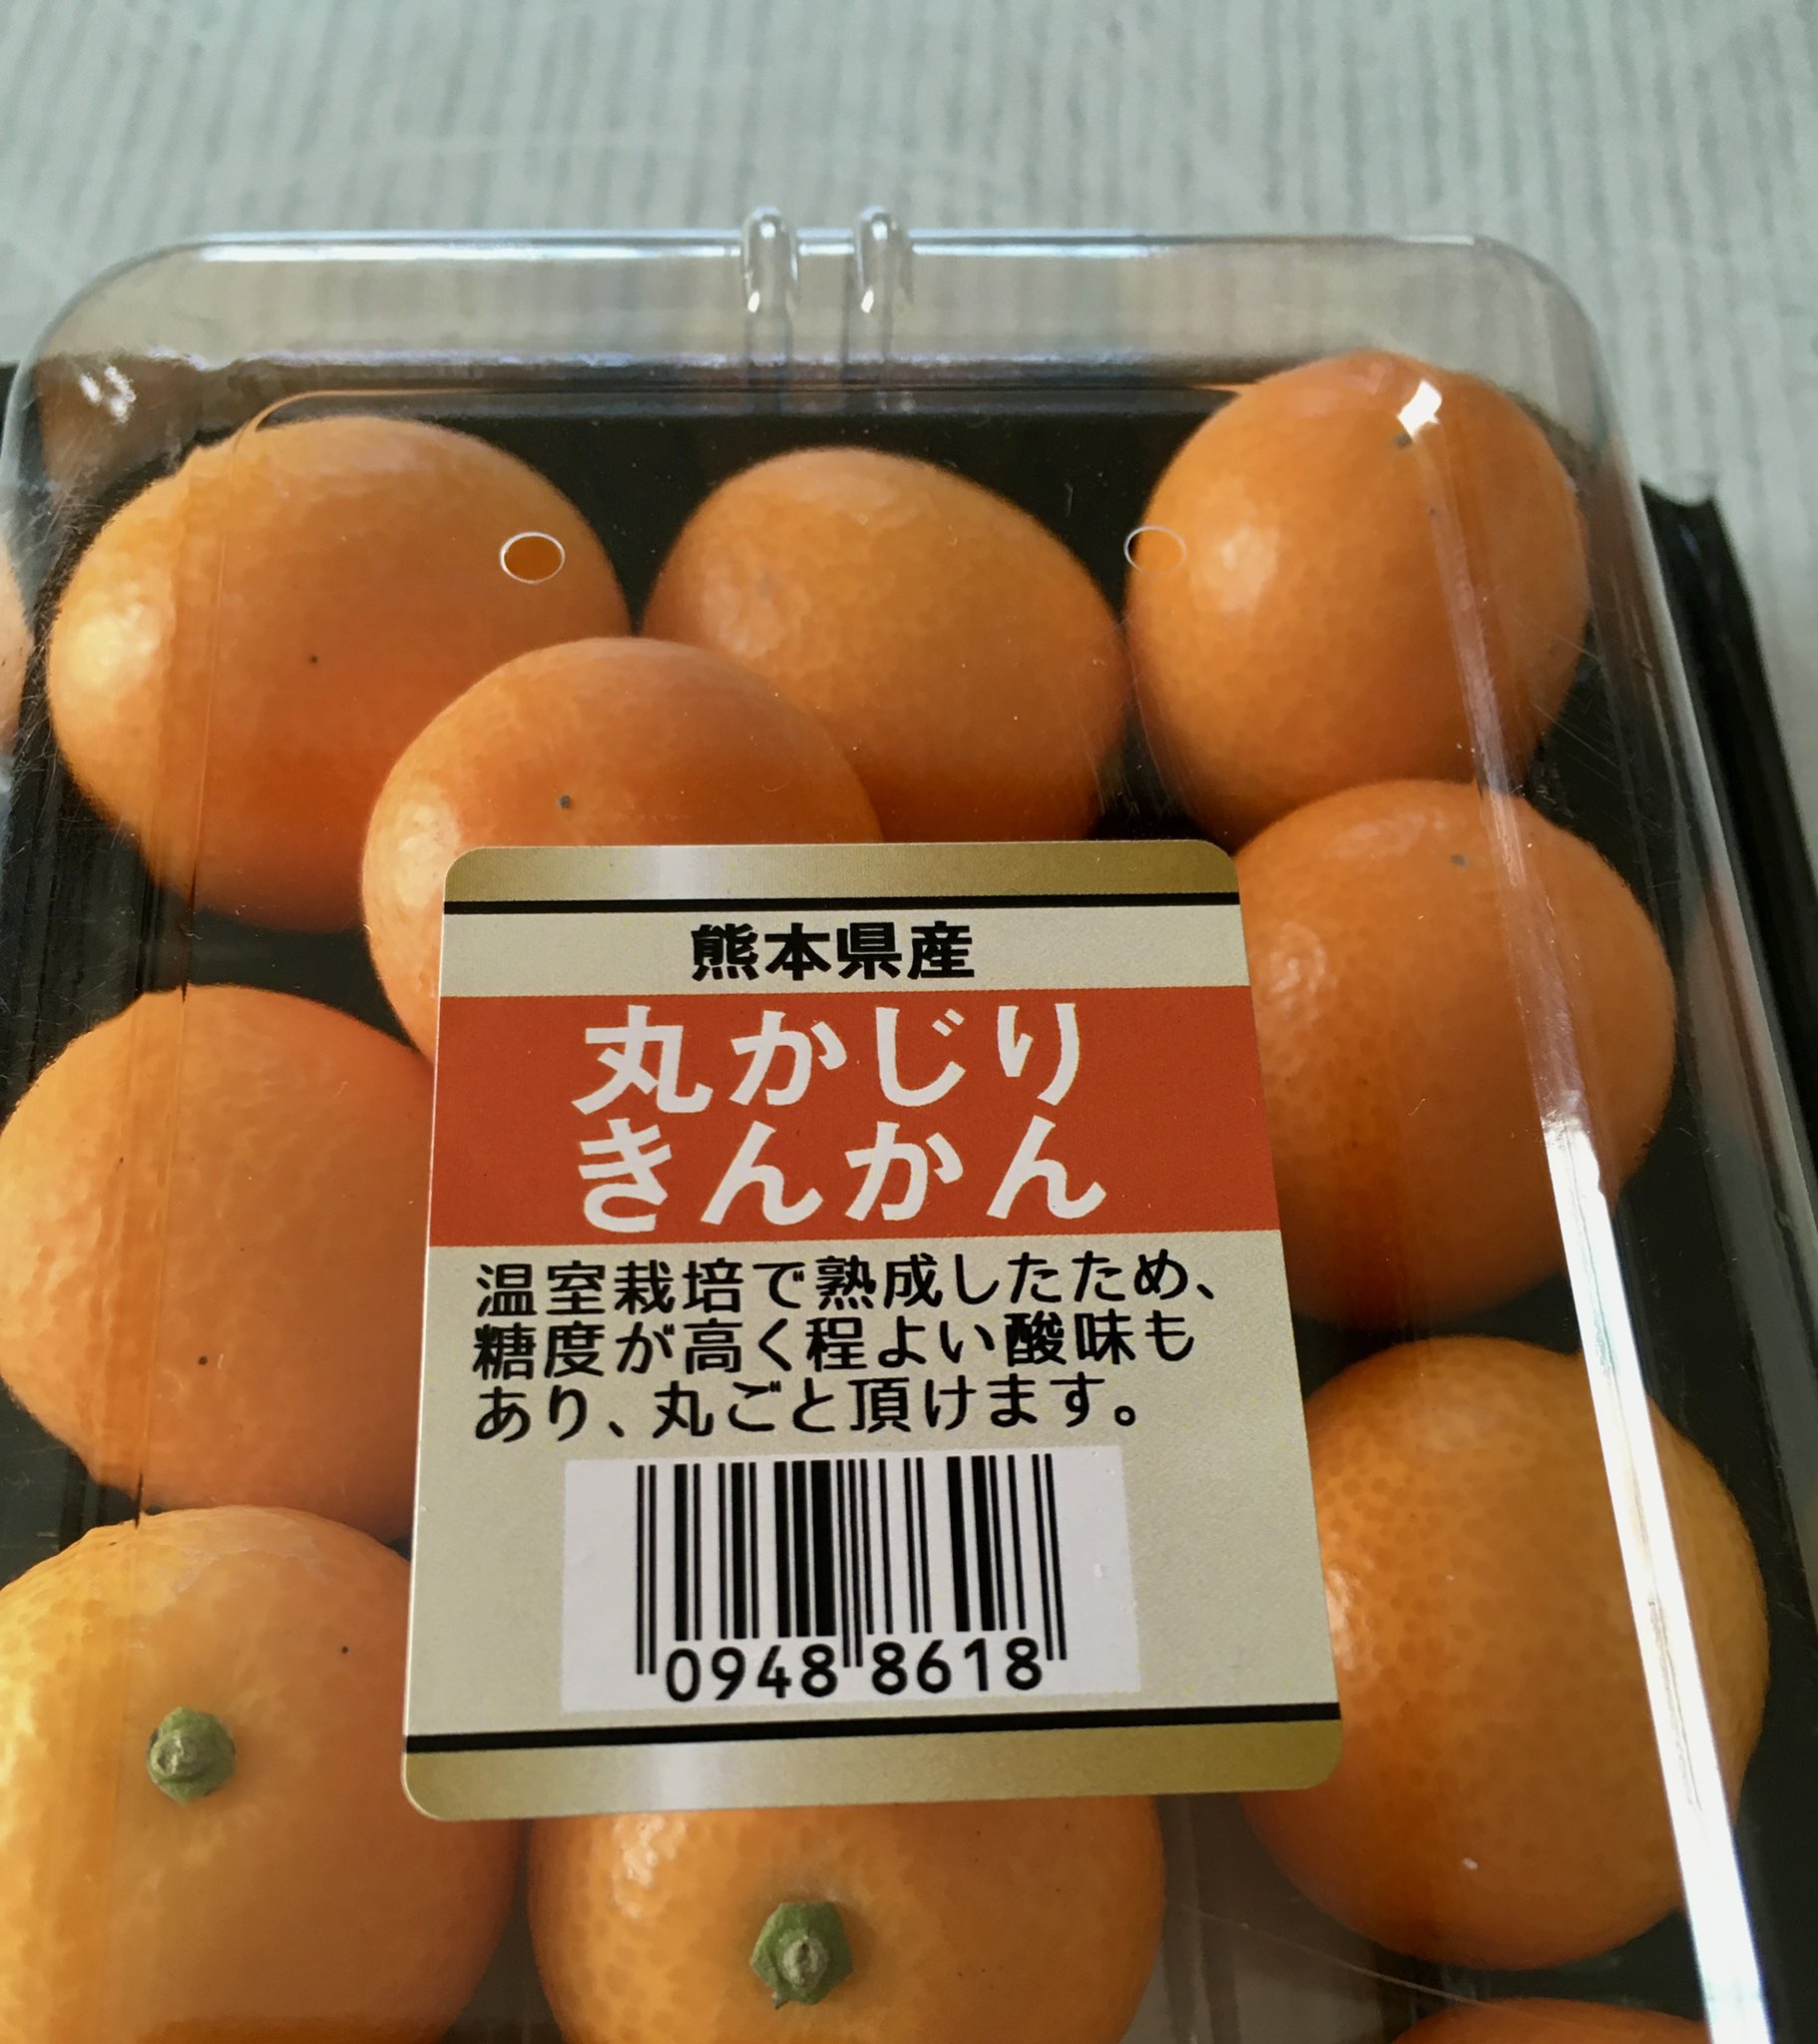 熊本県産
丸かじり
きんかん
温室栽培で熟成したため、
糖度が高く程よい酸味も
あり、丸ごと頂けます。
0948 8618